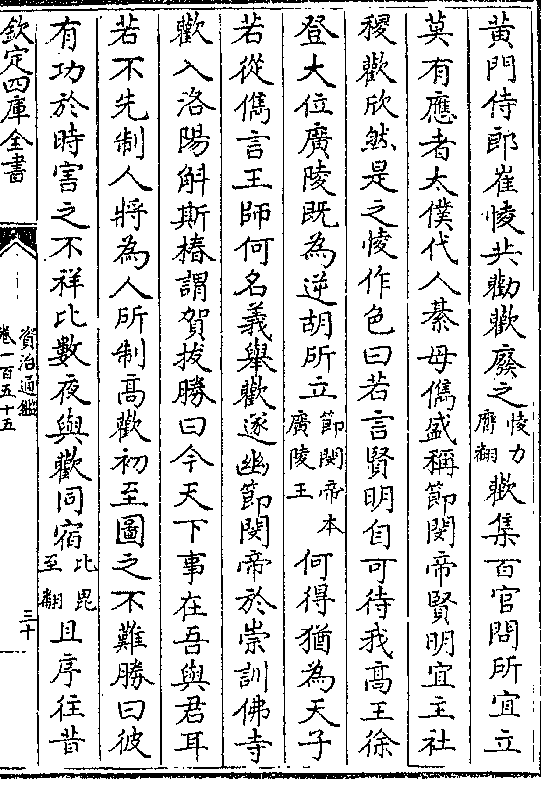 黄門侍郎崔㥄共勸歡廢之㥄力膺翻歡集百官問所宜立
莫有應者太僕代人綦母儁盛稱節閔帝賢明宜主社
稷歡欣然是之㥄作色曰若言賢明自可待我高王徐
登大位廣陵既為逆胡所立節閔帝本廣陵王何得猶為天子
若從儁言王師何名義舉歡遂幽節閔帝於崇訓佛寺
歡入洛陽斛斯椿謂賀拔勝曰今天下事在吾與君耳
若不先制人將為人所制高歡初至圖之不難勝曰彼
有功於時害之不祥比數夜與歡同宿比毘至翻且序往昔
欽定四庫全書
資治通鑑
卷一百五十五
三十